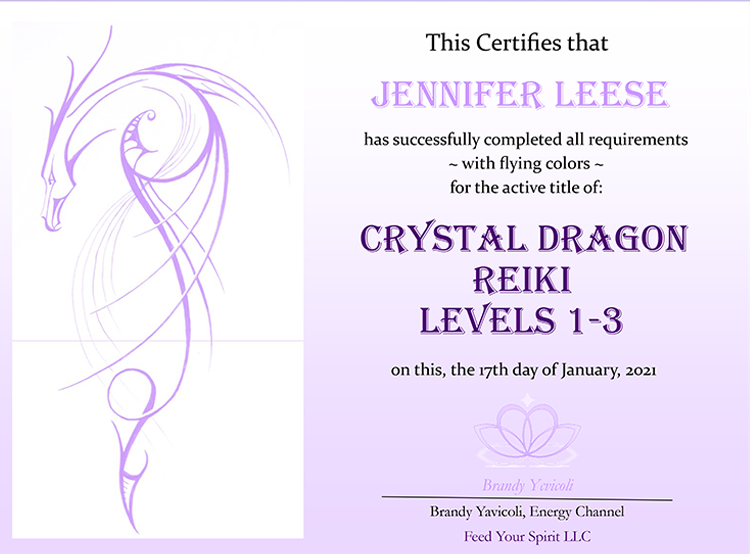 This Certifies that
JENNIFER LEESE
has successfully completed all requirements
~ with flying colors ~
for the active title of:
CRYSTAL DRAGON
REIKI
LEVELS 1-3
on this, the 17th day of January, 2021
Brandy Yavicoli
Brandy Yavicoli, Energy Channel
Feed Your Spirit LLC